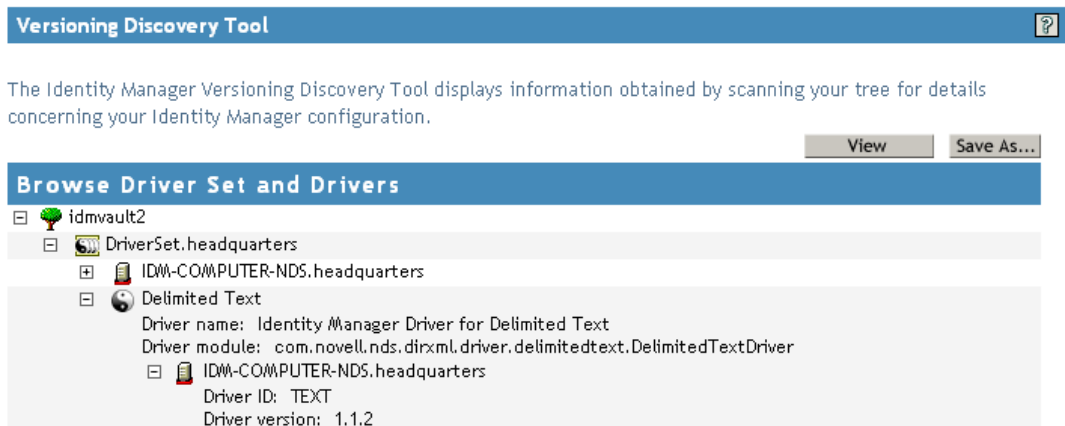 Versioning Discovery Tool
?
The Identity Manager Versioning Discovery Tool displays information obtained by scanning your tree for details
concerning your Identity Manager configuration.
View Save As...
Browse Driver Set and Drivers
idmvault2
DriverSet.headquarters
IDM-COMPUTER-NDS.headquarters
Delimited Text
Driver name: Identity Manager Driver for Delimited Text
Driver module: com.novell.nds.dirxml.driver.delimitedtext.DelimitedTextDriver
IDM-COMPUTER-NDS.headquarters
Driver ID: TEXT
Driver version: 1.1.2